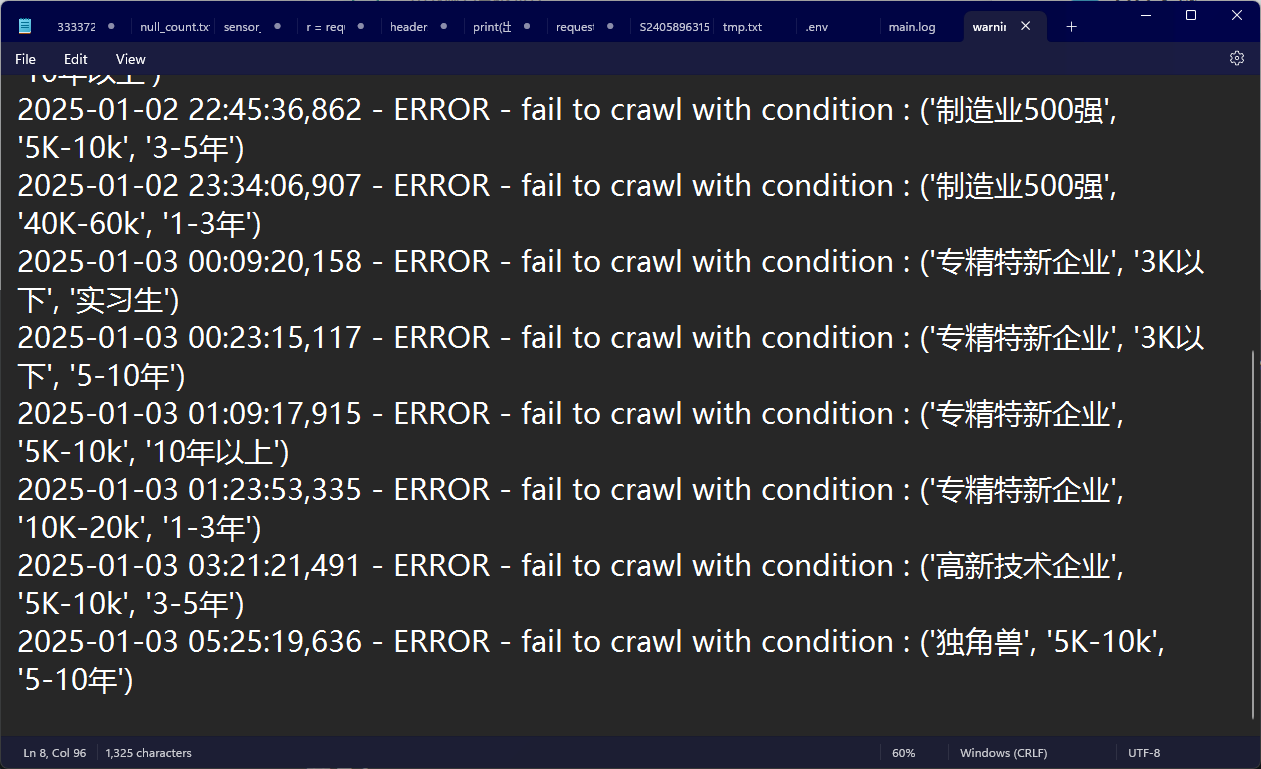 333372
null_count.tx
sensor_
r = requ
header
print(出
request
S2405896315
tmp.txt
.env
main.log
warnin
File
Edit
View
10年以上')
2025-01-02 22:45:36,862 - ERROR - fail to crawl with condition : ('制造业500强',
'5K-10k', '3-5年')
2025-01-02 23:34:06,907 - ERROR - fail to crawl with condition : ('制造业500强',
'40K-60k', '1-3年')
2025-01-03 00:09:20,158 - ERROR - fail to crawl with condition : ('专精特新企业', '3K以
下', '实习生')
2025-01-03 00:23:15,117 - ERROR - fail to crawl with condition : ('专精特新企业', '3K以
下', '5-10年')
2025-01-03 01:09:17,915 - ERROR - fail to crawl with condition : ('专精特新企业',
'5K-10k', '10年以上')
2025-01-03 01:23:53,335 - ERROR - fail to crawl with condition : ('专精特新企业',
'10K-20k', '1-3年')
2025-01-03 03:21:21,491 - ERROR - fail to crawl with condition : ('高新技术企业',
'5K-10k', '3-5年')
2025-01-03 05:25:19,636 - ERROR - fail to crawl with condition : ('独角兽', '5K-10k',
'5-10年')
Ln 8, Col 96
1,325 characters
60%
Windows (CRLF)
UTF-8